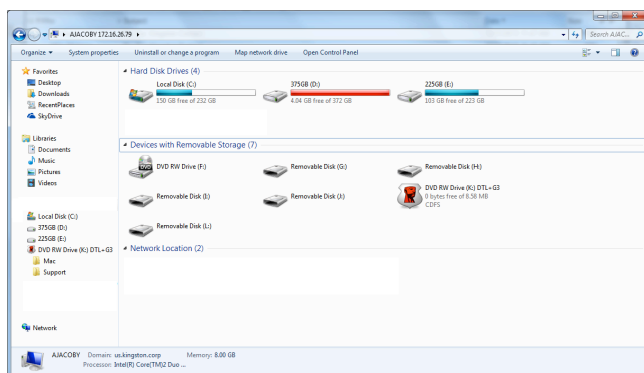 AJACOBY 172.16.26.79
Search AJAC...
Organize
System properties
Uninstall or change a program
Map network drive
Open Control Panel
Favorites
Desktop
Downloads
RecentPlaces
SkyDrive
Libraries
Documents
Music
Pictures
Videos
Local Disk (C:)
375GB (D:)
225GB (E:)
DVD RW Drive (K:) DTL+G3
Mac
Support
Network
Hard Disk Drives (4)
Local Disk (C:)
150 GB free of 232 GB
375GB (D:)
4.04 GB free of 372 GB
225GB (E:)
103 GB free of 223 GB
Devices with Removable Storage (7)
DVD RW Drive (F:)
Removable Disk (G:)
Removable Disk (H:)
Removable Disk (I:)
Removable Disk (J:)
DVD RW Drive (K:) DTL+G3
0 bytes free of 8.58 MB
CDFS
Removable Disk (L:)
Network Location (2)
AJACOBY Domain: us.kingston.corp Memory: 8.00 GB
Processor: Intel(R) Core(TM)2 Duo ...